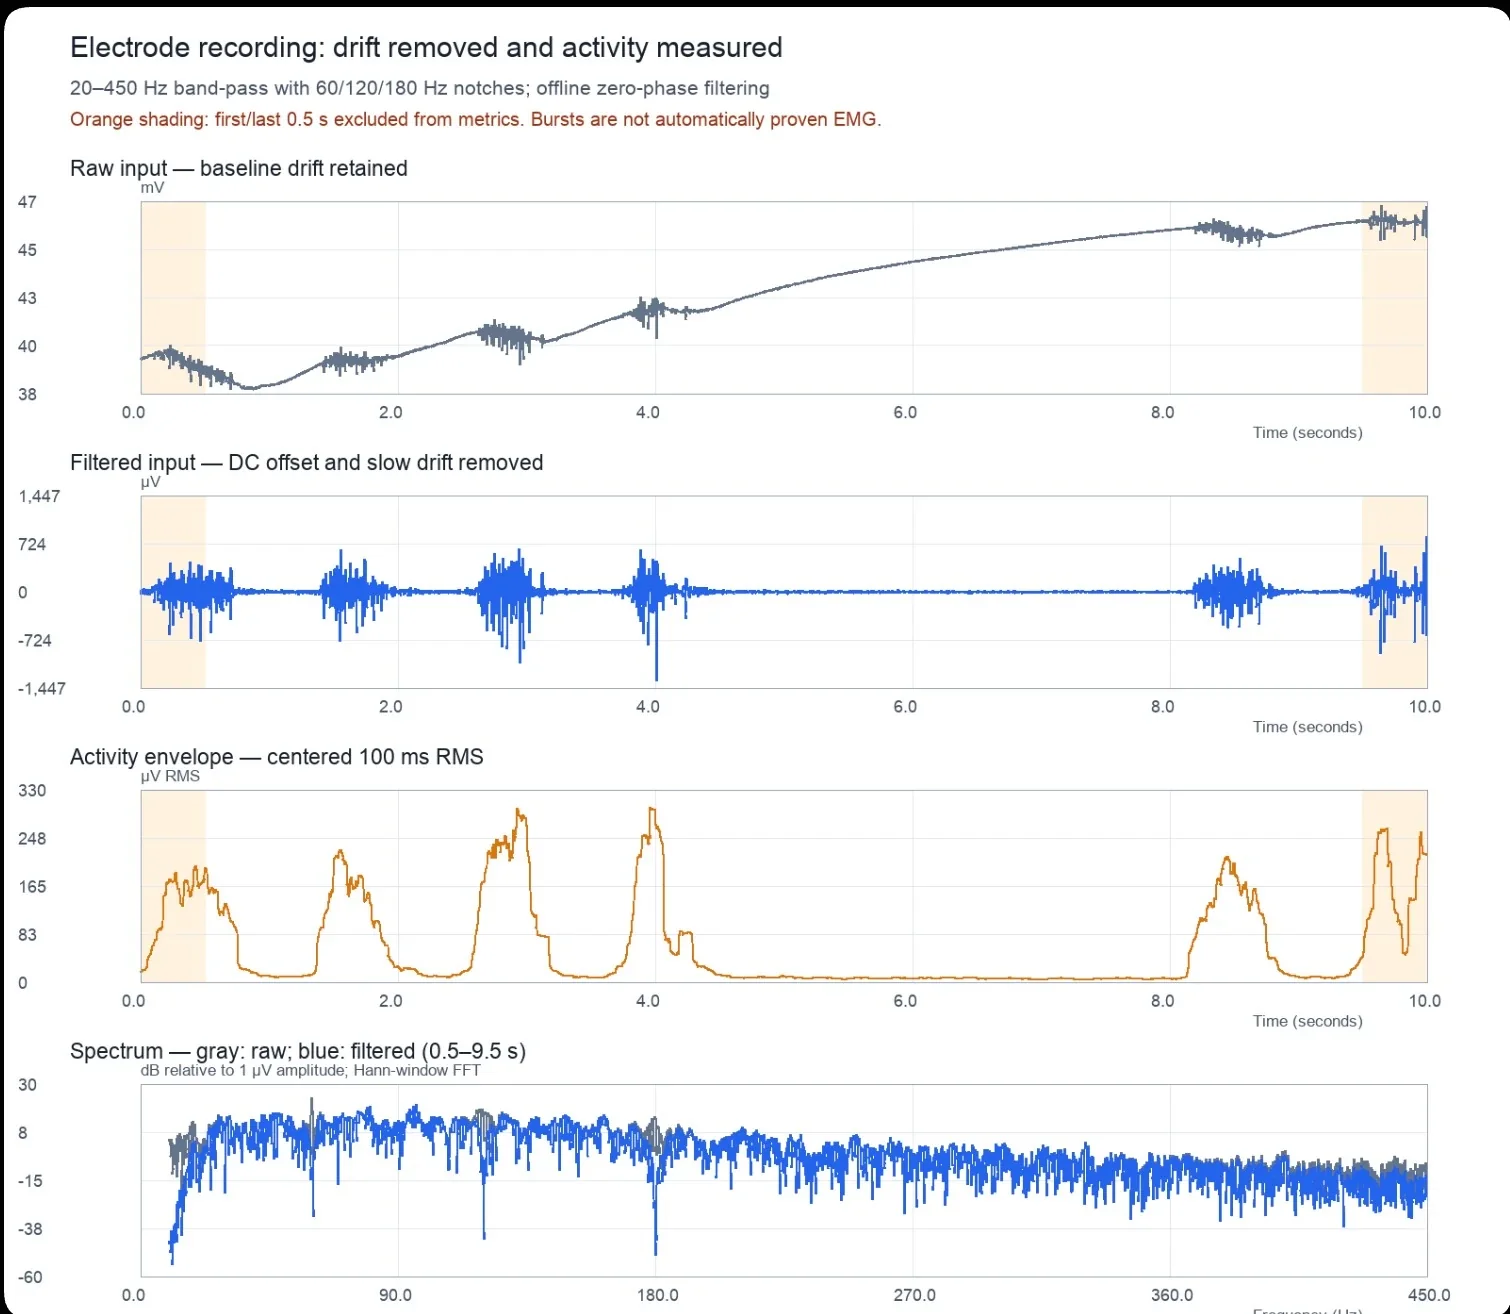 Electrode recording: drift removed and activity measured
20–450 Hz band-pass with 60/120/180 Hz notches; offline zero-phase filtering
Orange shading: first/last 0.5 s excluded from metrics. Bursts are not automatically proven EMG.
Raw input — baseline drift retained
mV
47
45
43
40
38
0.0 2.0 4.0 6.0 8.0 10.0
Time (seconds)
Filtered input — DC offset and slow drift removed
µV
1,447
724
0
-724
-1,447
0.0 2.0 4.0 6.0 8.0 10.0
Time (seconds)
Activity envelope — centered 100 ms RMS
µV RMS
330
248
165
83
0
0.0 2.0 4.0 6.0 8.0 10.0
Time (seconds)
Spectrum — gray: raw; blue: filtered (0.5–9.5 s)
dB relative to 1 µV amplitude; Hann-window FFT
30
8
-15
-38
-60
0.0 90.0 180.0 270.0 360.0 450.0
Frequency (Hz)